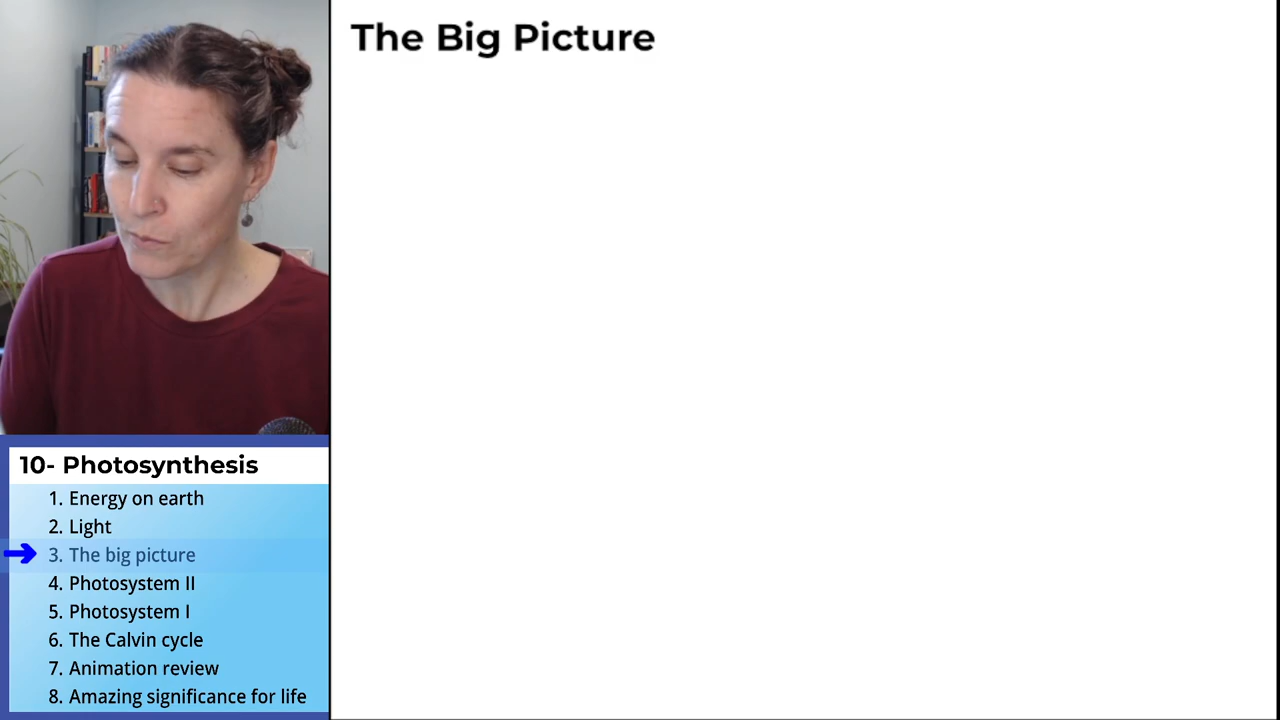 The Big Picture
10- Photosynthesis
1. Energy on earth
2. Light
3. The big picture
4. Photosystem II
5. Photosystem I
6. The Calvin cycle
7. Animation review
8. Amazing significance for life